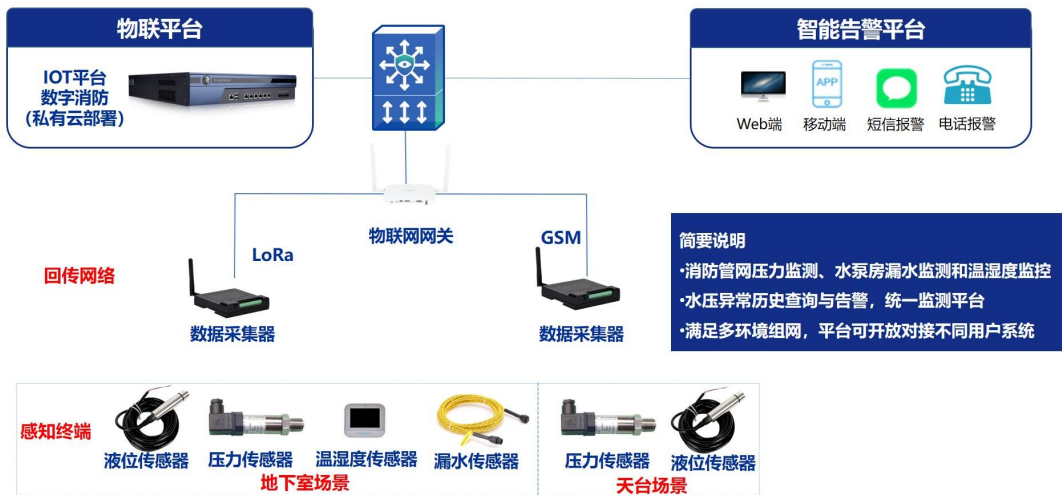 物联平台
IOT平台
数字消防
(私有云部署)
智能告警平台
APP
Web端
移动端
短信报警
电话报警
物联网网关
LoRa
GSM
回传网络
数据采集器
数据采集器
简要说明
•消防管网压力监测、水泵房漏水监测和温湿度监控
•水压异常历史查询与告警，统一监测平台
•满足多环境组网，平台可开放对接不同用户系统
感知终端
液位传感器
压力传感器
温湿度传感器
漏水传感器
压力传感器
液位传感器
地下室场景
天台场景